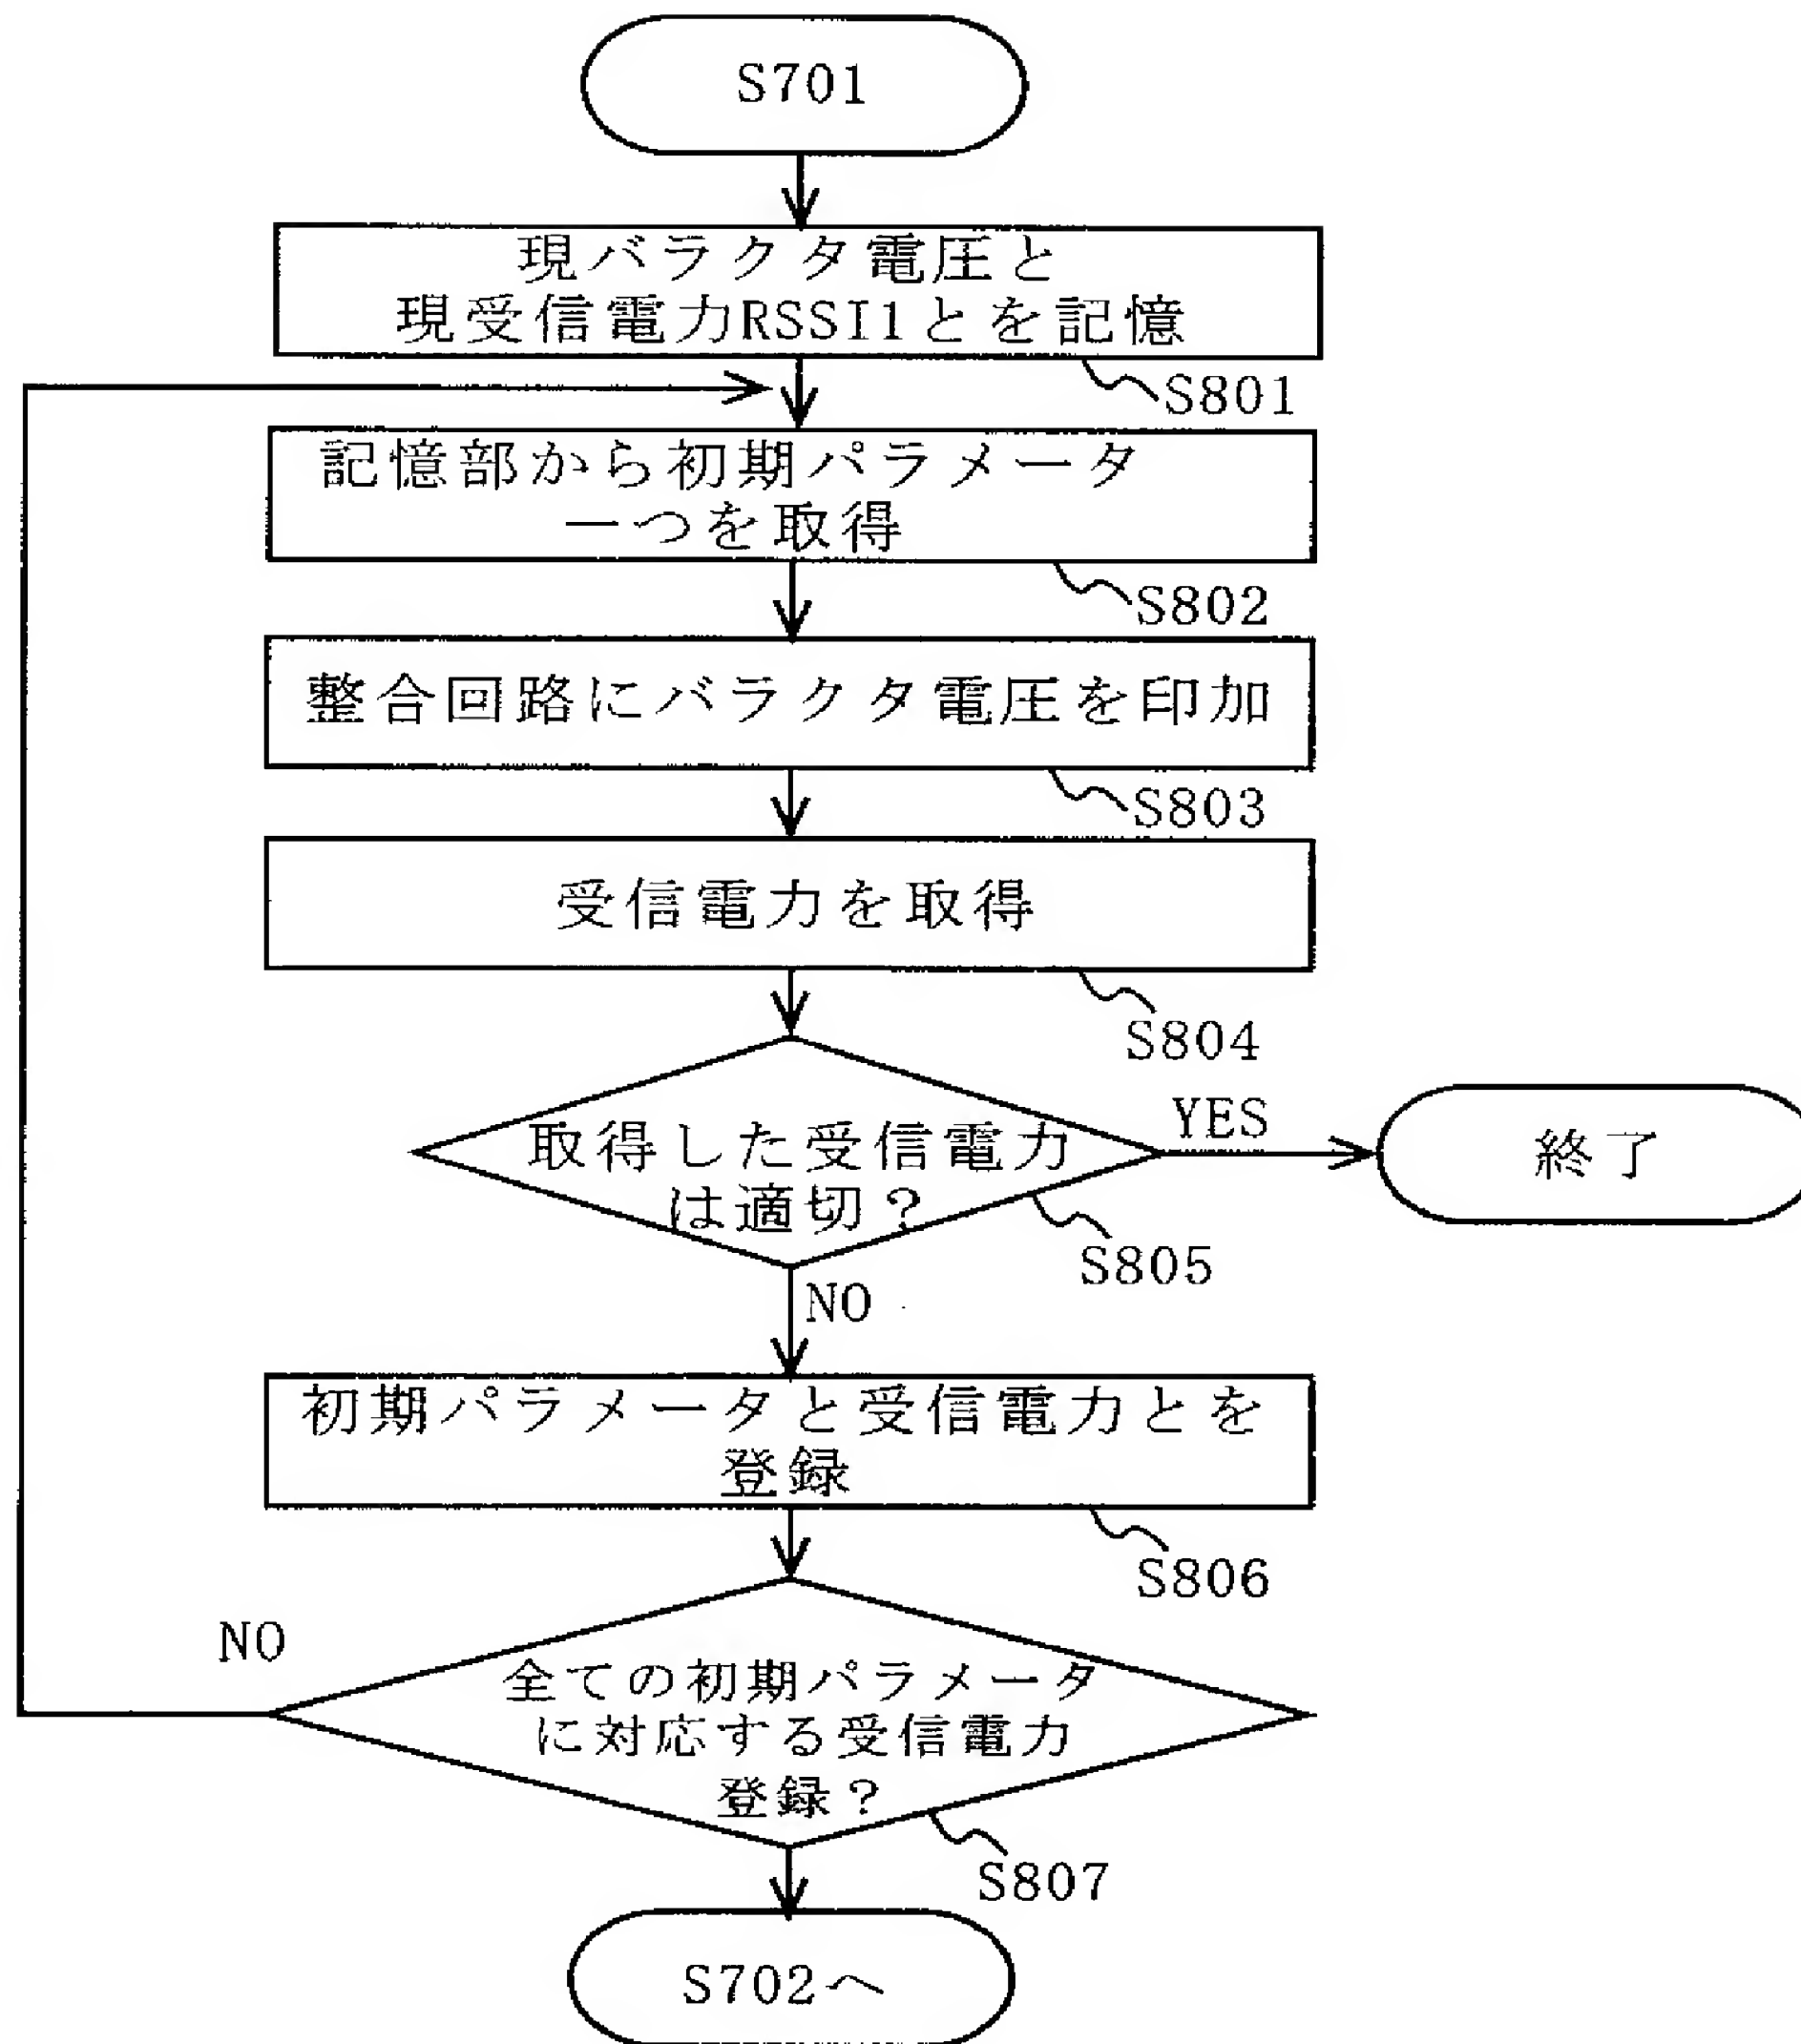 S701
現バラクタ電圧と
現受信電力RSSI1とを記憶
S801
記憶部から初期パラメータ
一つを取得
S802
整合回路にバラクタ電圧を印加
S803
受信電力を取得
S804
取得した受信電力
は適切？
YES
終了
S805
NO
初期パラメータと受信電力とを
登録
S806
NO
全ての初期パラメータ
に対応する受信電力
登録？
S807
S702へ